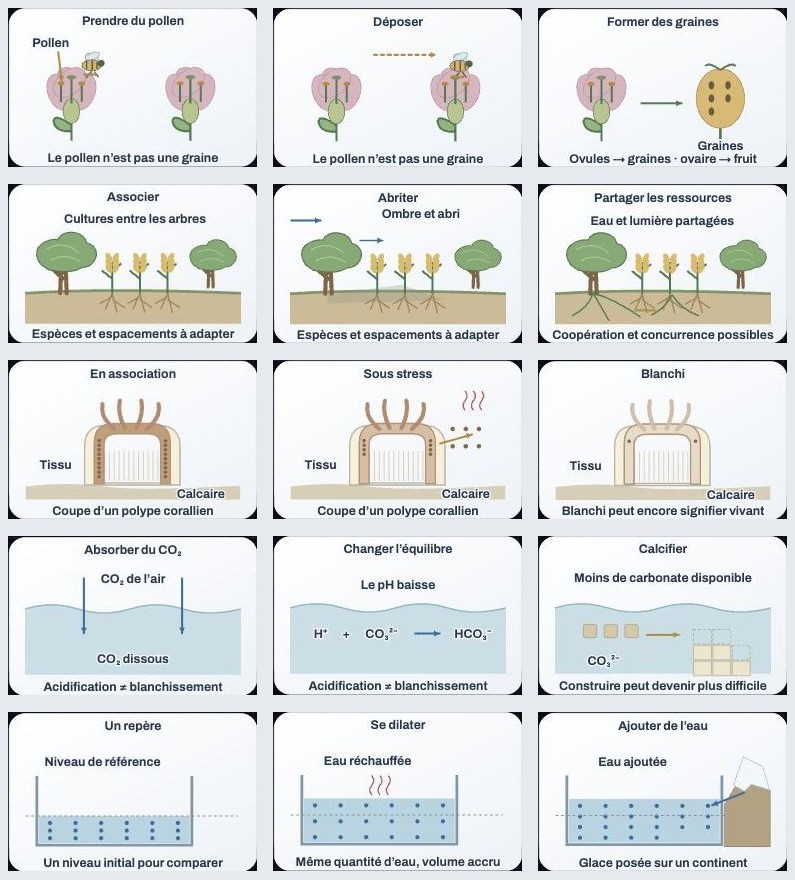 Prendre du pollen
Pollen
Le pollen n’est pas une graine
Déposer
Le pollen n’est pas une graine
Former des graines
Graines
Ovules → graines · ovaire → fruit
Associer
Cultures entre les arbres
Espèces et espacements à adapter
Abriter
Ombre et abri
Espèces et espacements à adapter
Partager les ressources
Eau et lumière partagées
Coopération et concurrence possibles
En association
Tissu
Calcaire
Coupe d’un polype corallien
Sous stress
Tissu
Calcaire
Coupe d’un polype corallien
Blanchi
Tissu
Calcaire
Blanchi peut encore signifier vivant
Absorber du CO₂
CO₂ de l’air
CO₂ dissous
Acidification ≠ blanchissement
Changer l’équilibre
Le pH baisse
H⁺ + CO₃²⁻ → HCO₃⁻
Acidification ≠ blanchissement
Calcifier
Moins de carbonate disponible
CO₃²⁻
Construire peut devenir plus difficile
Un repère
Niveau de référence
Un niveau initial pour comparer
Se dilater
Eau réchauffée
Même quantité d’eau, volume accru
Ajouter de l’eau
Eau ajoutée
Glace posée sur un continent